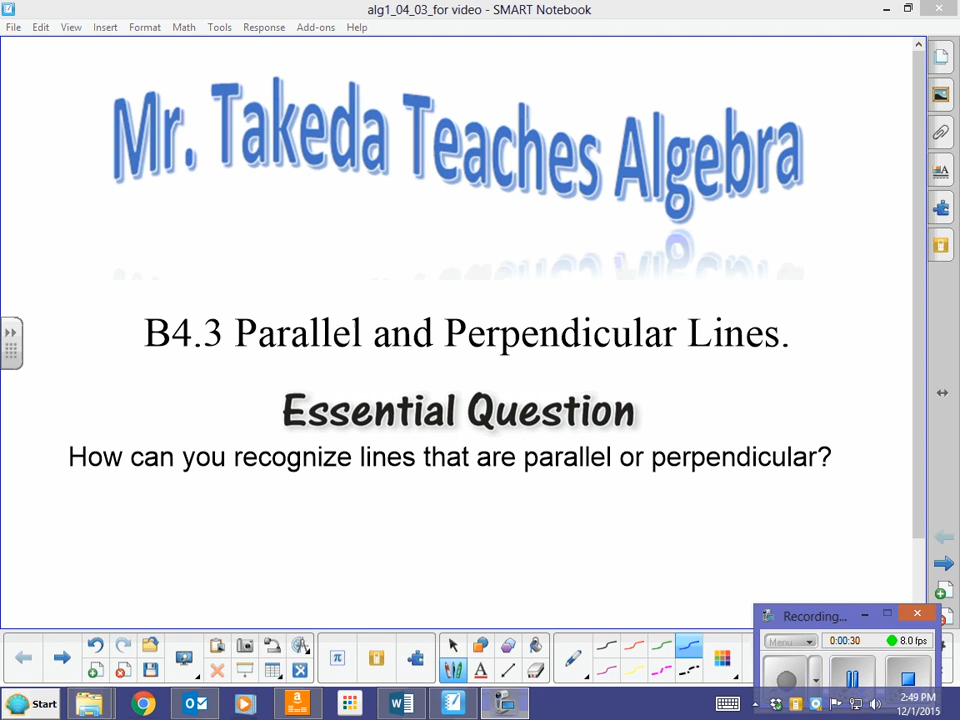 alg1_04_03_for video - SMART Notebook
File Edit View Insert Format Math Tools Response Add-ons Help
Mr. Takeda Teaches Algebra
B4.3 Parallel and Perpendicular Lines.
Essential Question
How can you recognize lines that are parallel or perpendicular?
Recording...
Menu 0:00:30 8.0 fps
Start
2:49 PM
12/1/2015